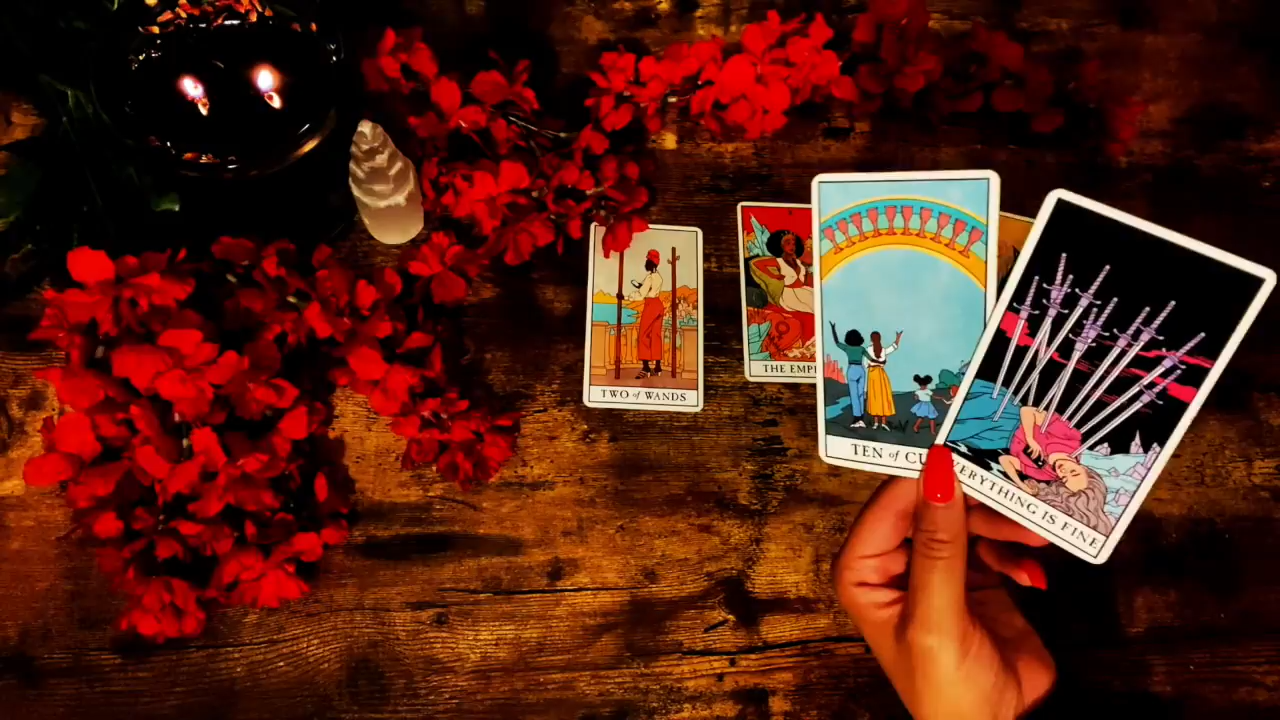 TWO of WANDS
THE EMP
TEN of CU
VERYTHING IS FINE